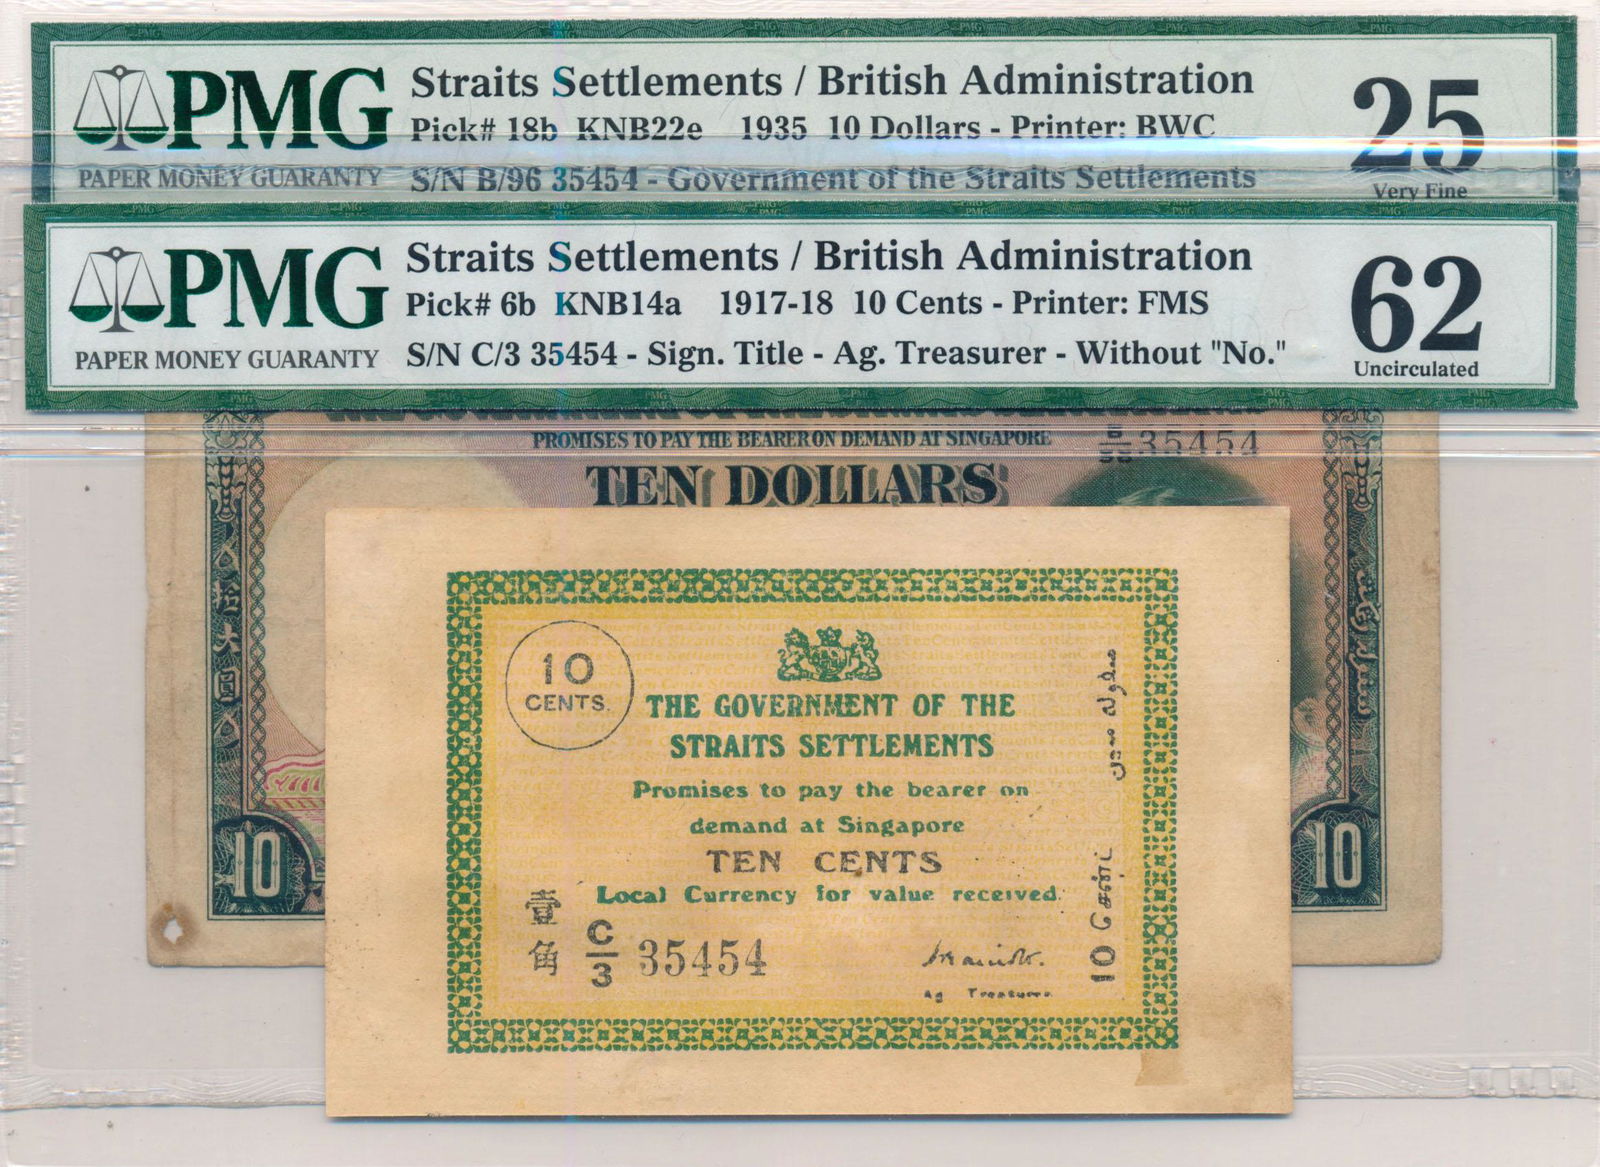 PMG
PAPER MONEY GUARANTY
Straits Settlements / British Administration
Pick# 18b KNB22e 1935 10 Dollars - Printer: BWC
S/N B/96 35454 - Government of the Straits Settlements
25
Very Fine
PMG
PAPER MONEY GUARANTY
Straits Settlements / British Administration
Pick# 6b KNB14a 1917-18 10 Cents - Printer: FMS
S/N C/3 35454 - Sign. Title - Ag. Treasurer - Without "No."
62
Uncirculated
PROMISES TO PAY THE BEARER ON DEMAND AT SINGAPORE
35454
TEN DOLLARS
10
10
10
CENTS.
THE GOVERNMENT OF THE
STRAITS SETTLEMENTS
Promises to pay the bearer on
demand at Singapore
TEN CENTS
Local Currency for value received.
壹角
C/3 35454
Ag Treasurer.
10 சென்ட்